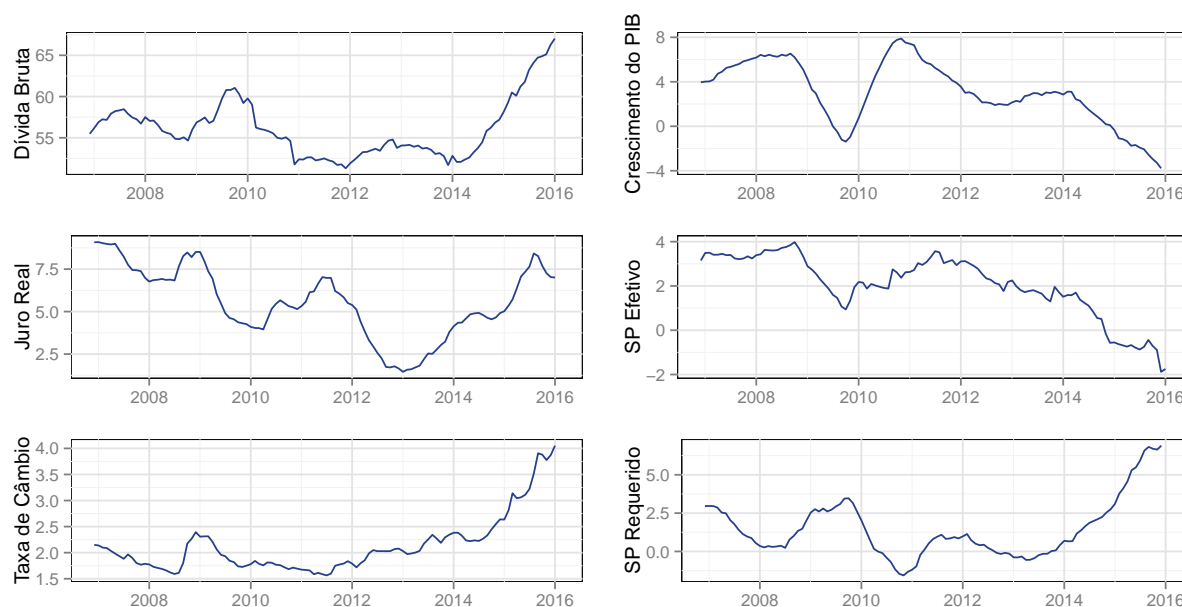 Dívida Bruta
65
60
55
2008 2010 2012 2014 2016
Crescimento do PIB
8
4
0
−4
2008 2010 2012 2014 2016
Juro Real
7.5
5.0
2.5
2008 2010 2012 2014 2016
SP Efetivo
4
2
0
−2
2008 2010 2012 2014 2016
Taxa de Câmbio
4.0
3.5
3.0
2.5
2.0
1.5
2008 2010 2012 2014 2016
SP Requerido
5.0
2.5
0.0
2008 2010 2012 2014 2016